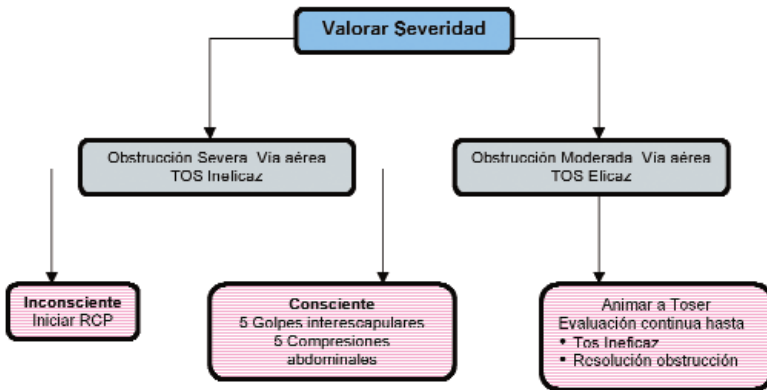 Valorar Severidad
Obstrucción Severa Vía aérea
TOS Ineficaz
Obstrucción Moderada Vía aérea
TOS Eficaz
Inconsciente
Iniciar RCP
Consciente
5 Golpes interescapulares
5 Compresiones
abdominales
Animar a Toser
Evaluación continua hasta
• Tos Ineficaz
• Resolución obstrucción